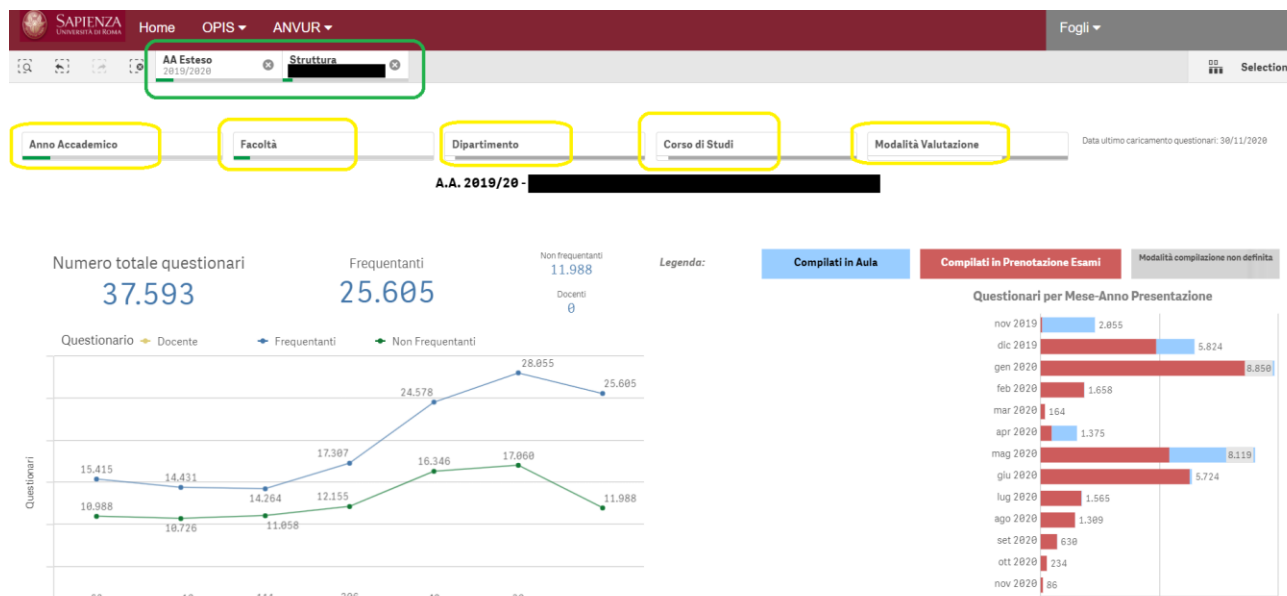 SAPIENZA
UNIVERSITÀ DI ROMA
Home OPIS ANVUR Fogli
AA Esteso
2019/2020
Struttura
Selection
Anno Accademico Facoltà Dipartimento Corso di Studi Modalità Valutazione
Data ultimo caricamento questionari: 30/11/2020
A.A. 2019/20 -
Numero totale questionari
37.593
Frequentanti
25.605
Non frequentanti
11.988
Docenti
0
Legenda:
Compilati in Aula
Compilati in Prenotazione Esami
Modalità compilazione non definita
Questionario Docente Frequentanti Non Frequentanti
Questionari
15.415
14.431
14.264
17.307
24.578
28.055
25.605
10.988
10.726
11.058
12.155
16.346
17.060
11.988
Questionari per Mese-Anno Presentazione
nov 2019 2.055
dic 2019 5.824
gen 2020 8.850
feb 2020 1.658
mar 2020 164
apr 2020 1.375
mag 2020 8.119
giu 2020 5.724
lug 2020 1.565
ago 2020 1.309
set 2020 630
ott 2020 234
nov 2020 86